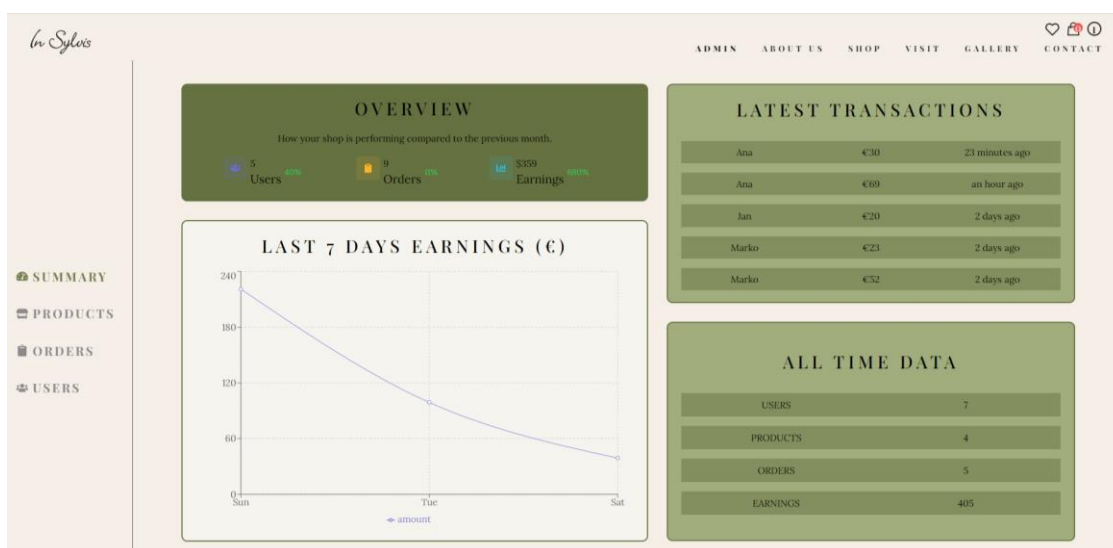 In Sylvis
ADMIN ABOUT US SHOP VISIT GALLERY CONTACT
SUMMARY
PRODUCTS
ORDERS
USERS
OVERVIEW
How your shop is performing compared to the previous month.
5
Users 40%
9
Orders 0%
$359
Earnings 680%
LAST 7 DAYS EARNINGS (€)
240
180
120
60
0
Sun Tue Sat
amount
LATEST TRANSACTIONS
Ana €30 23 minutes ago
Ana €69 an hour ago
Jan €20 2 days ago
Marko €23 2 days ago
Marko €52 2 days ago
ALL TIME DATA
USERS 7
PRODUCTS 4
ORDERS 5
EARNINGS 405